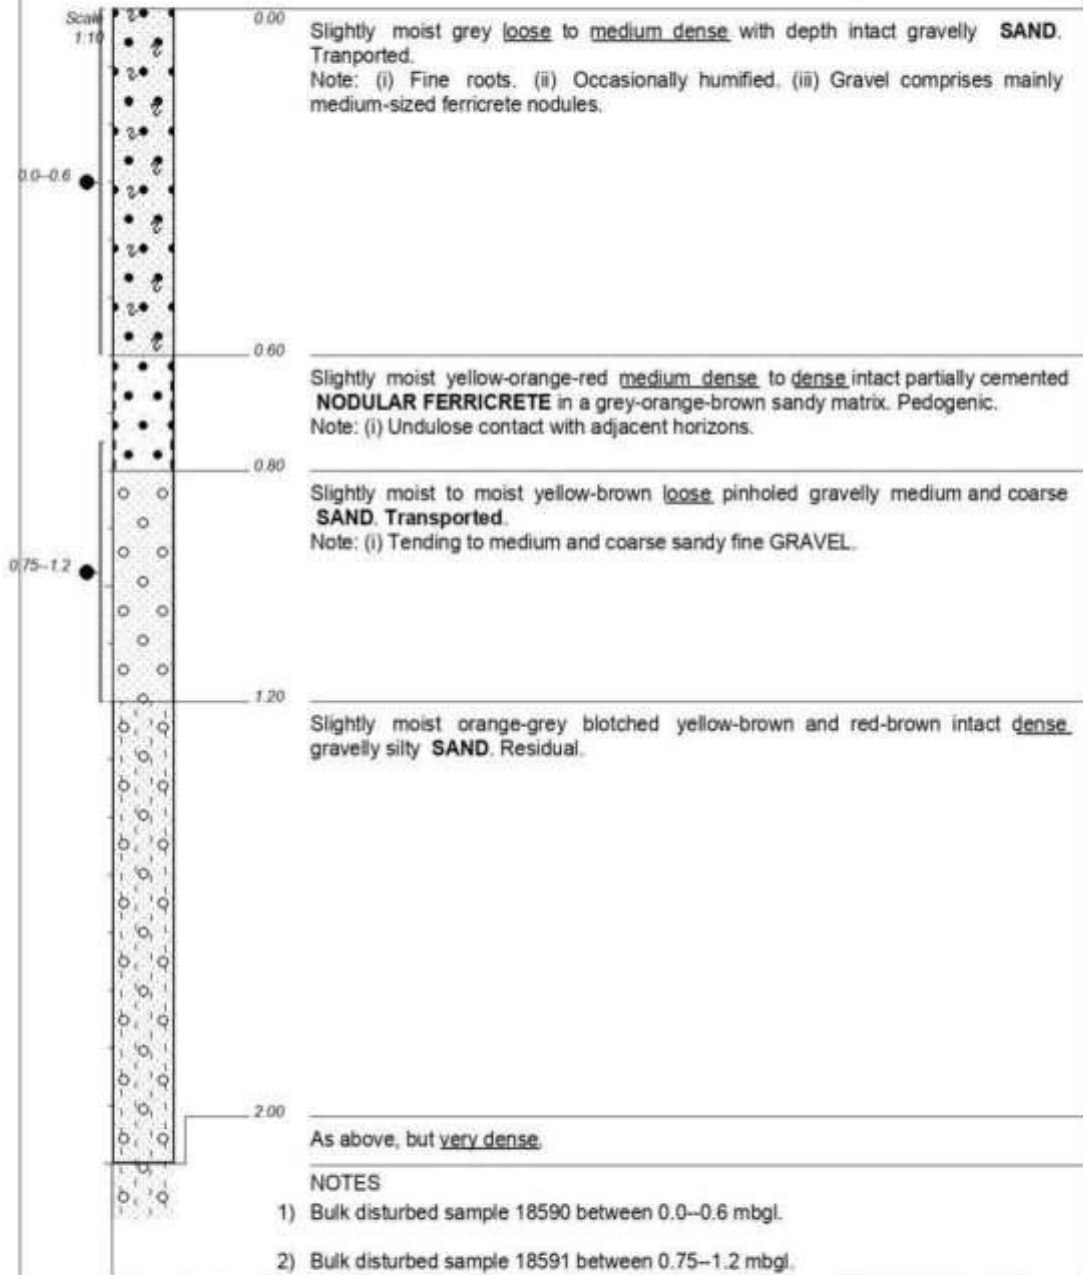 Scale
1:10
0.00
Slightly moist grey loose to medium dense with depth intact gravelly SAND.
Tranported.
Note: (i) Fine roots. (ii) Occasionally humified. (iii) Gravel comprises mainly
medium-sized ferricrete nodules.
0.0--0.6
0.60
Slightly moist yellow-orange-red medium dense to dense intact partially cemented
NODULAR FERRICRETE in a grey-orange-brown sandy matrix. Pedogenic.
Note: (i) Undulose contact with adjacent horizons.
0.80
Slightly moist to moist yellow-brown loose pinholed gravelly medium and coarse
SAND. Transported.
Note: (i) Tending to medium and coarse sandy fine GRAVEL.
0.75--1.2
1.20
Slightly moist orange-grey blotched yellow-brown and red-brown intact dense
gravelly silty SAND. Residual.
2.00
As above, but very dense.
NOTES
1) Bulk disturbed sample 18590 between 0.0--0.6 mbgl.
2) Bulk disturbed sample 18591 between 0.75--1.2 mbgl.